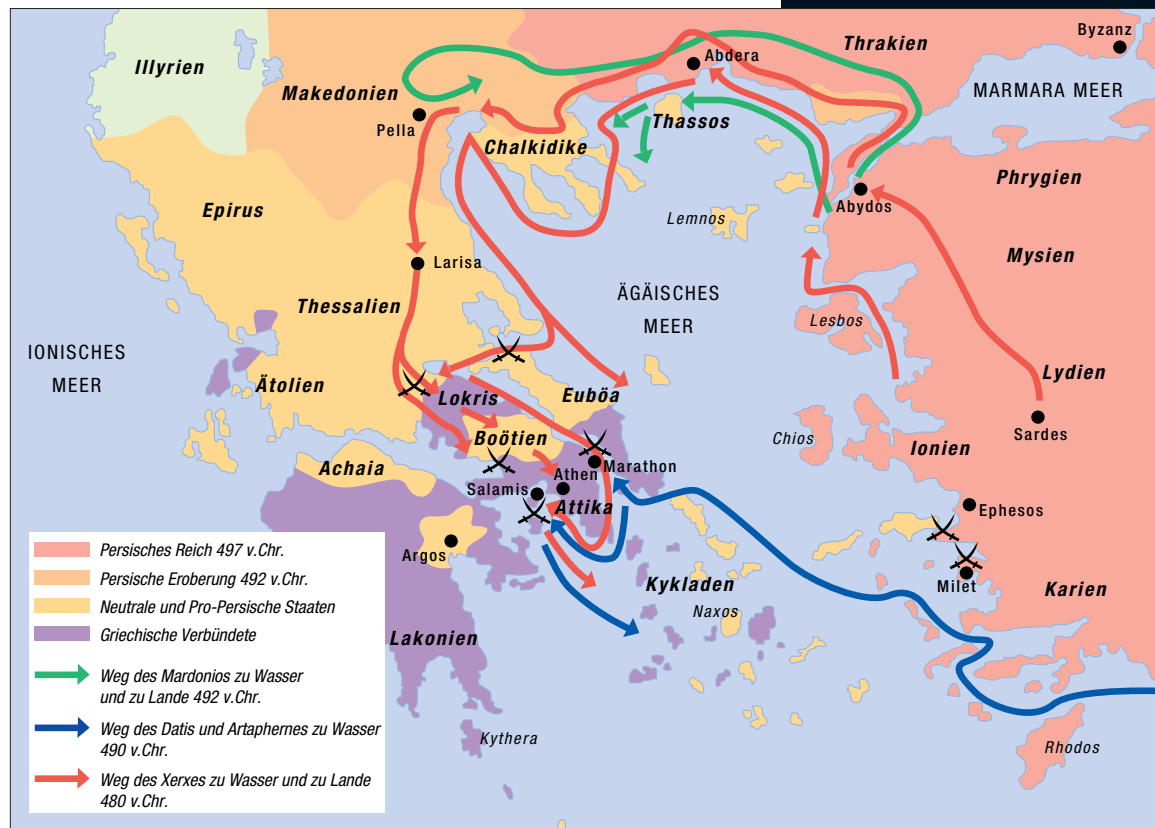 Byzanz
Thrakien
Abdera
Illyrien
MARMARA MEER
Makedonien
Pella
Thassos
Chalkidike
Phrygien
Abydos
Epirus
Lemnos
Mysien
Larisa
ÄGÄISCHES
MEER
Thessalien
Lesbos
IONISCHES
MEER
Lydien
Ätolien
Lokris
Euböa
Sardes
Boötien
Chios
Ionien
Achaia
Marathon
Athen
Salamis
Attika
Ephesos
Argos
Milet
Karien
Kykladen
Naxos
Lakonien
Kythera
Rhodos
Persisches Reich 497 v.Chr.
Persische Eroberung 492 v.Chr.
Neutrale und Pro-Persische Staaten
Griechische Verbündete
Weg des Mardonios zu Wasser
und zu Lande 492 v.Chr.
Weg des Datis und Artaphernes zu Wasser
490 v.Chr.
Weg des Xerxes zu Wasser und zu Lande
480 v.Chr.